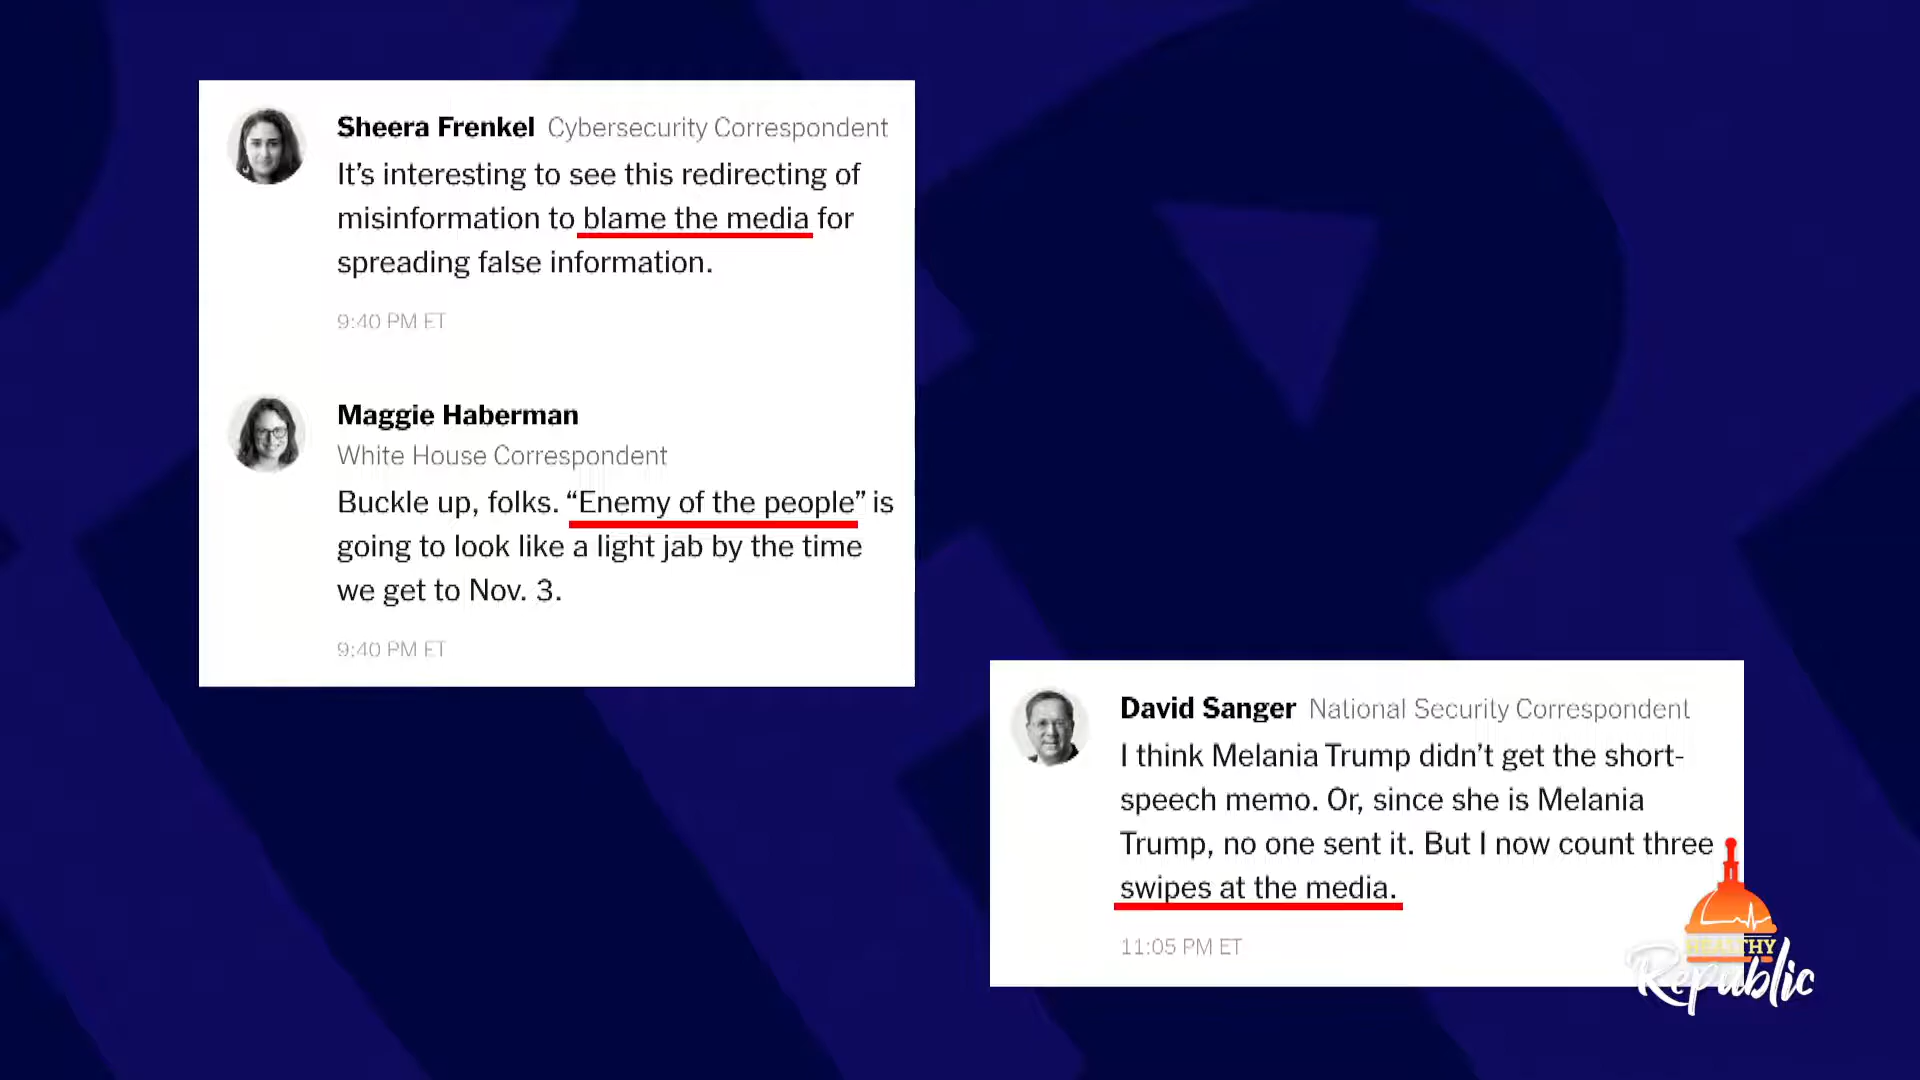 Sheera Frenkel Cybersecurity Correspondent
It’s interesting to see this redirecting of
misinformation to blame the media for
spreading false information.
9:40 PM ET
Maggie Haberman
White House Correspondent
Buckle up, folks. “Enemy of the people” is
going to look like a light jab by the time
we get to Nov. 3.
9:40 PM ET
David Sanger National Security Correspondent
I think Melania Trump didn’t get the short-
speech memo. Or, since she is Melania
Trump, no one sent it. But I now count three
swipes at the media.
11:05 PM ET
HEALTHY
Republic